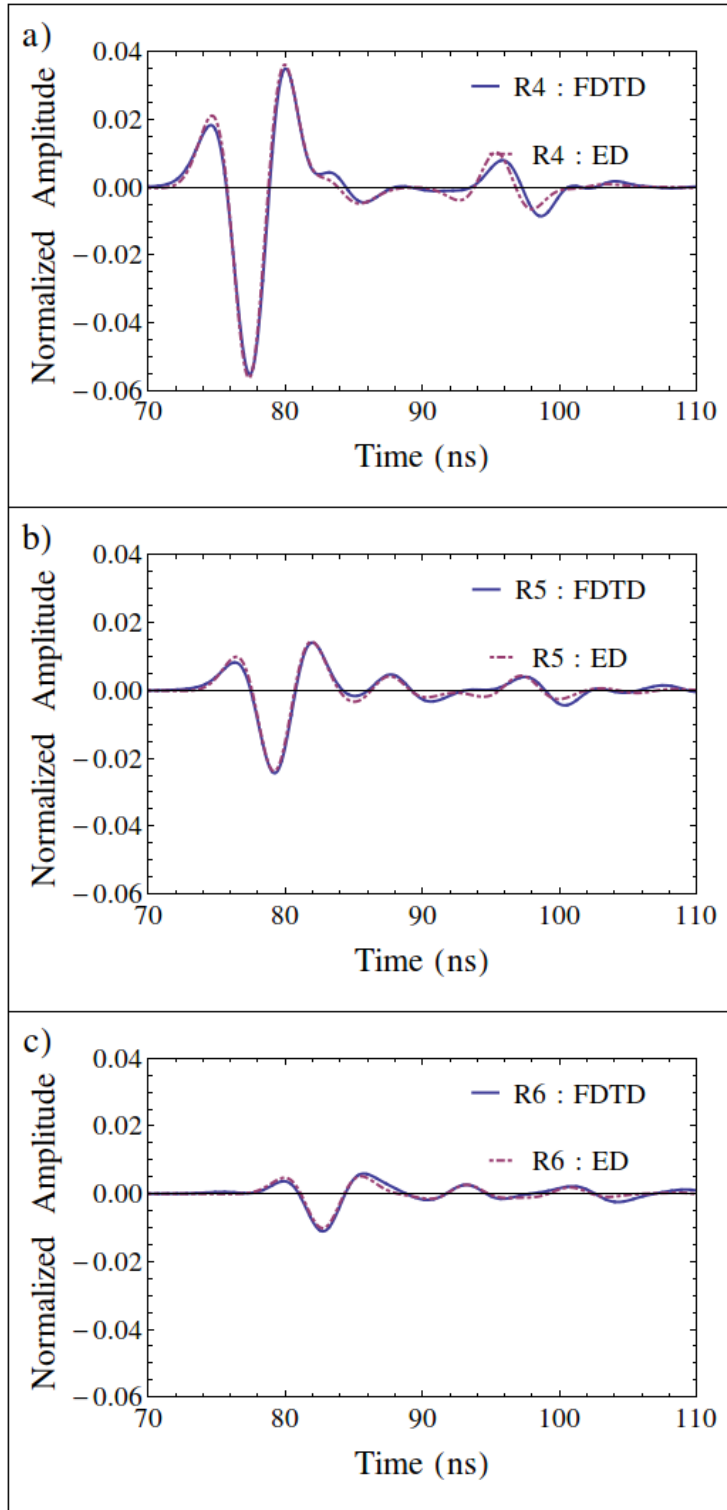 a)
Normalized Amplitude
0.04
0.02
0.00
−0.02
−0.04
−0.06
R4 : FDTD
R4 : ED
70 80 90 100 110
Time (ns)
b)
Normalized Amplitude
0.04
0.02
0.00
−0.02
−0.04
−0.06
R5 : FDTD
R5 : ED
70 80 90 100 110
Time (ns)
c)
Normalized Amplitude
0.04
0.02
0.00
−0.02
−0.04
−0.06
R6 : FDTD
R6 : ED
70 80 90 100 110
Time (ns)